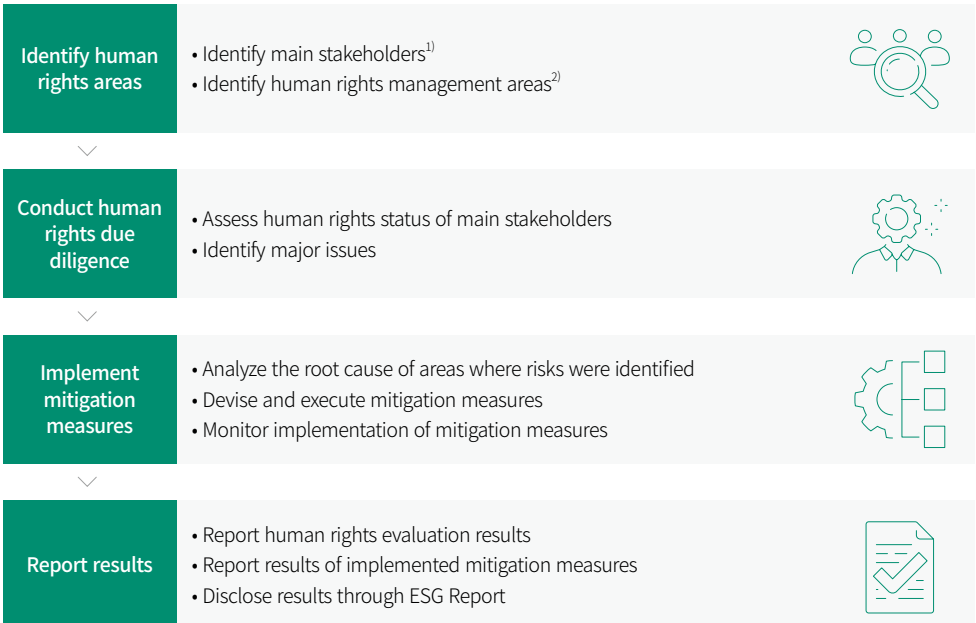 Identify human
rights areas
• Identify main stakeholders1)
• Identify human rights management areas2)
Conduct human
rights due
diligence
• Assess human rights status of main stakeholders
• Identify major issues
Implement
mitigation
measures
• Analyze the root cause of areas where risks were identified
• Devise and execute mitigation measures
• Monitor implementation of mitigation measures
Report results
• Report human rights evaluation results
• Report results of implemented mitigation measures
• Disclose results through ESG Report